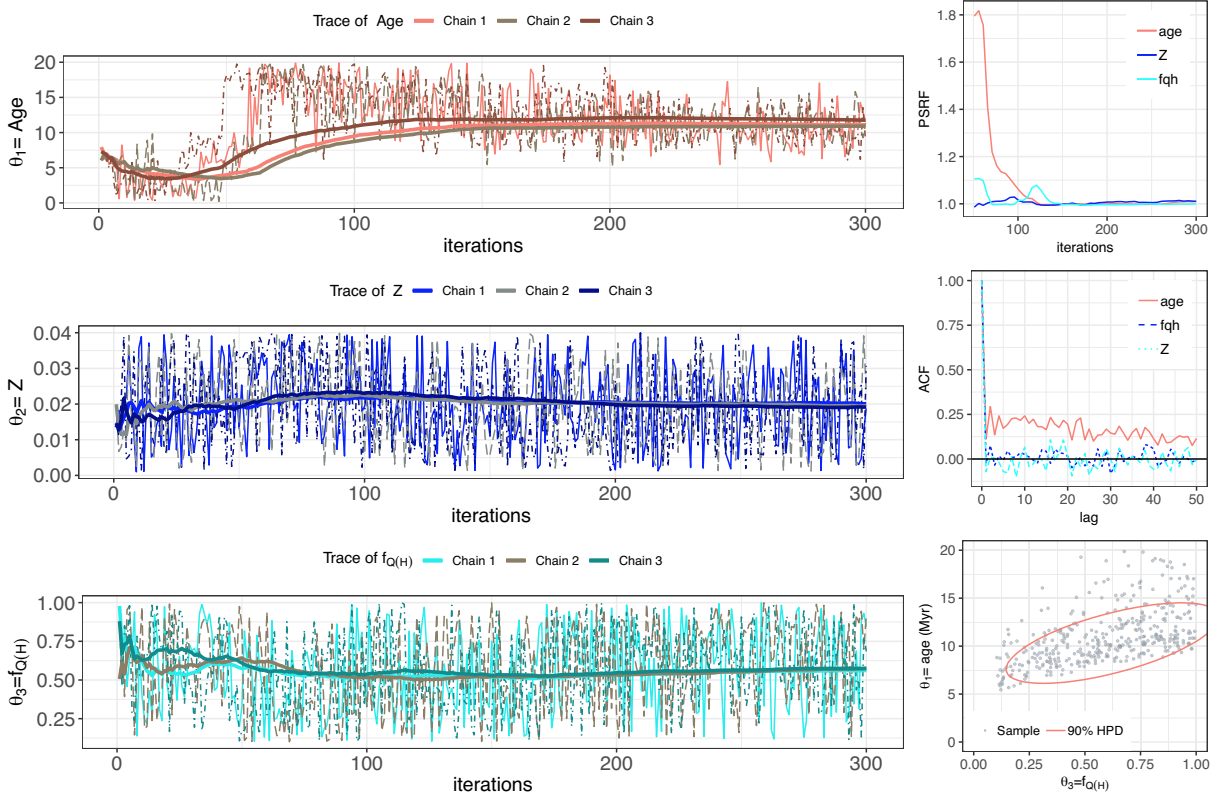 Trace of Age Chain 1 Chain 2 Chain 3
θ₁= Age
20
15
10
5
0
0 100 200 300
iterations
PSRF
1.8
1.6
1.4
1.2
1.0
age
Z
fqh
100 200 300
iterations
Trace of Z Chain 1 Chain 2 Chain 3
θ₂= Z
0.04
0.03
0.02
0.01
0.00
0 100 200 300
iterations
ACF
1.00
0.75
0.50
0.25
0.00
age
fqh
Z
0 10 20 30 40 50
lag
Trace of f_Q(H) Chain 1 Chain 2 Chain 3
θ₃=f_Q(H)
1.00
0.75
0.50
0.25
0 100 200 300
iterations
θ₁= age (Myr)
20
15
10
5
0
Sample 90% HPD
0.00 0.25 0.50 0.75 1.00
θ₃=f_Q(H)